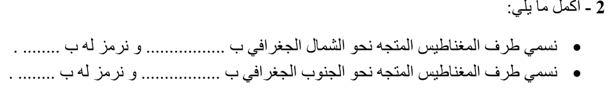 2 - أكمل ما يلي:
• نسمي طرف المغناطيس المتجه نحو الشمال الجغرافي ب ................ و نرمز له ب ........ .
• نسمي طرف المغناطيس المتجه نحو الجنوب الجغرافي ب ................ و نرمز له ب ........ .